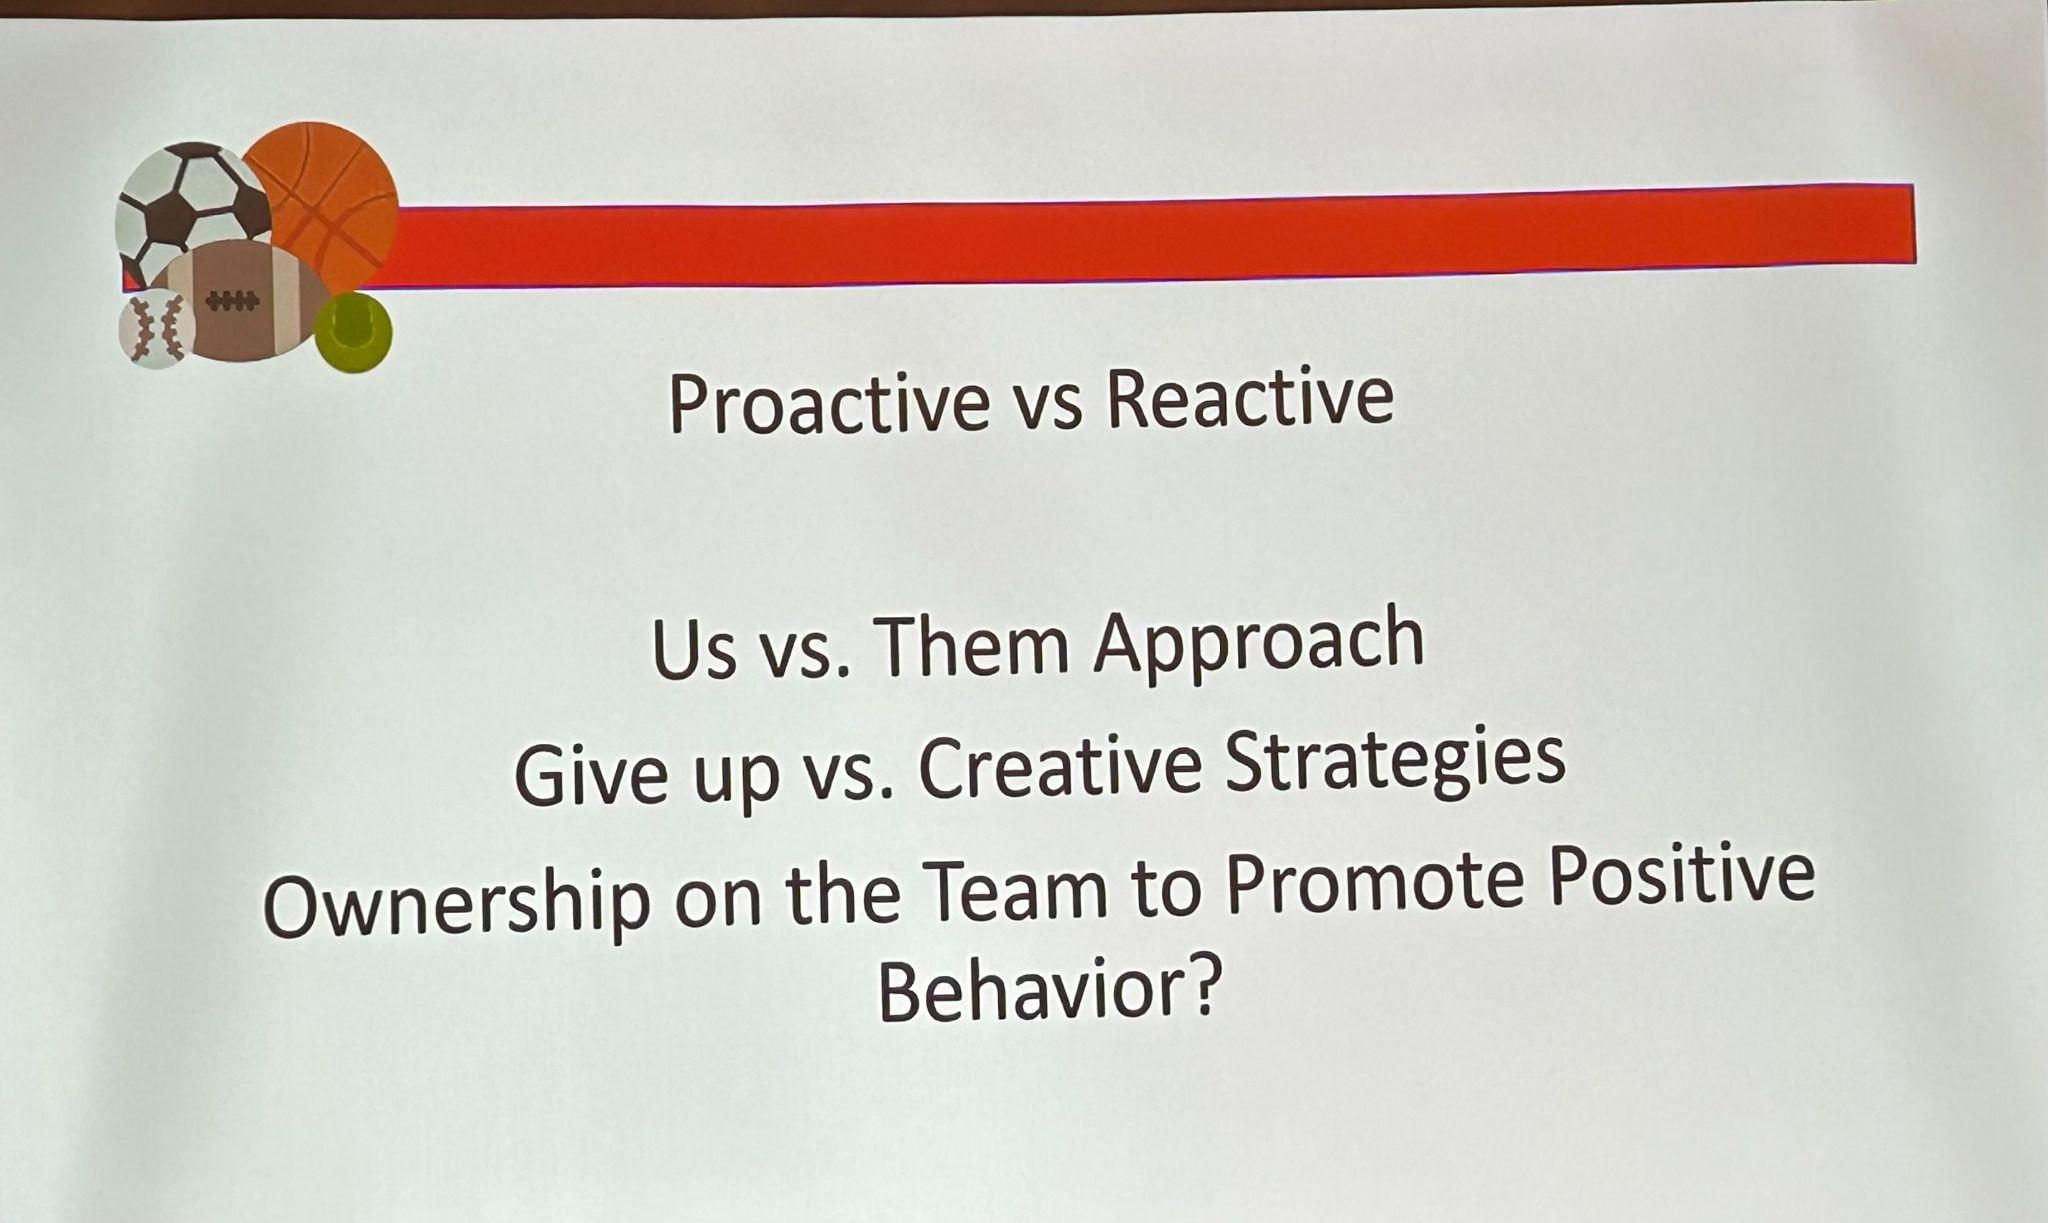 Proactive vs Reactive
Us vs. Them Approach
Give up vs. Creative Strategies
Ownership on the Team to Promote Positive
Behavior?